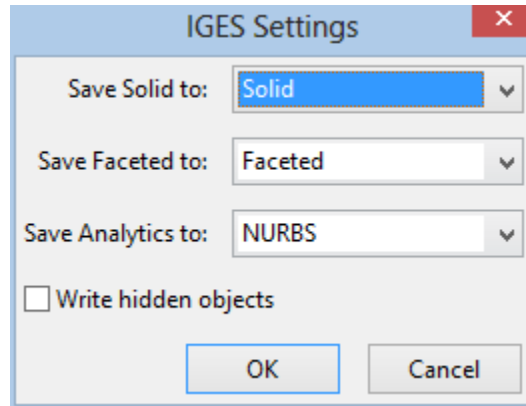 IGES Settings
Save Solid to: Solid
Save Faceted to: Faceted
Save Analytics to: NURBS
Write hidden objects
OK Cancel